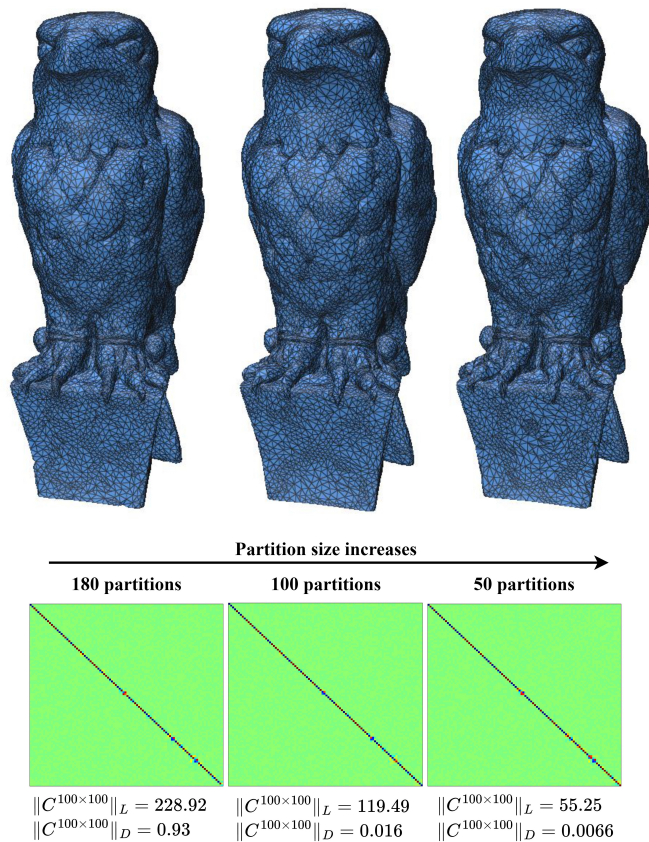 Partition size increases
180 partitions 100 partitions 50 partitions
‖C^{100×100}‖_L = 228.92 ‖C^{100×100}‖_L = 119.49 ‖C^{100×100}‖_L = 55.25
‖C^{100×100}‖_D = 0.93 ‖C^{100×100}‖_D = 0.016 ‖C^{100×100}‖_D = 0.0066